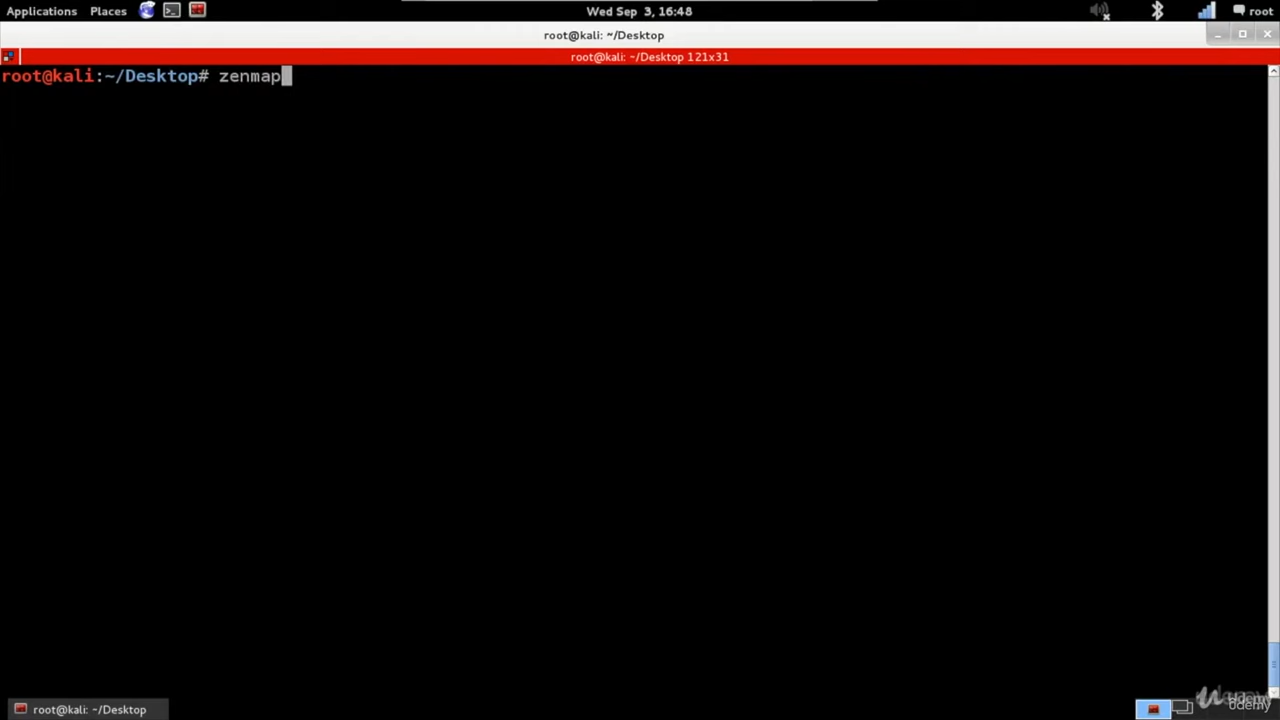 Applications Places Wed Sep 3, 16:48 root
root@kali: ~/Desktop
root@kali: ~/Desktop 121x31
root@kali:~/Desktop# zenmap
root@kali: ~/Desktop
udemy